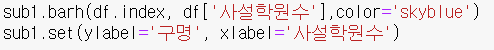 sub1.barh(df.index, df['사설학원수'],color='skyblue')
sub1.set(ylabel='구명', xlabel='사설학원수')